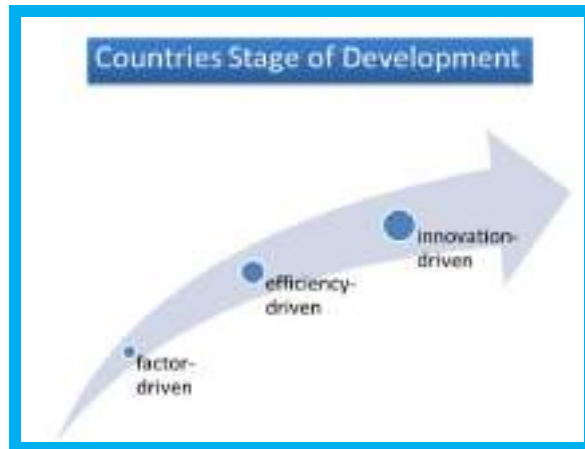 Countries Stage of Development
innovation-
driven
efficiency-
driven
factor-
driven